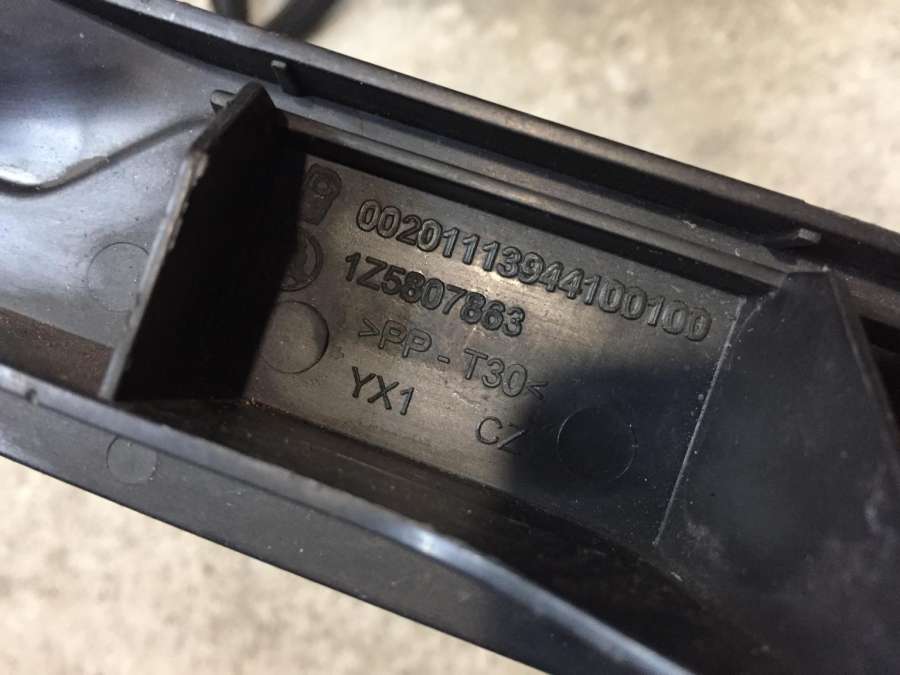 00201113944100100
1Z5807863
>PP - T30<
YX1 CZ